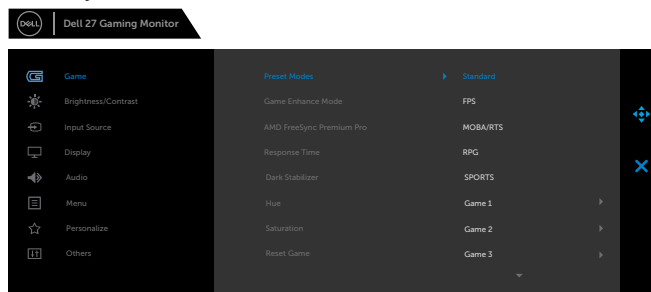 DELL
Dell 27 Gaming Monitor
Game
Preset Modes
Standard
Brightness/Contrast
Game Enhance Mode
FPS
Input Source
AMD FreeSync Premium Pro
MOBA/RTS
Display
Response Time
RPG
Audio
Dark Stabilizer
SPORTS
Menu
Hue
Game 1
Personalize
Saturation
Game 2
Others
Reset Game
Game 3